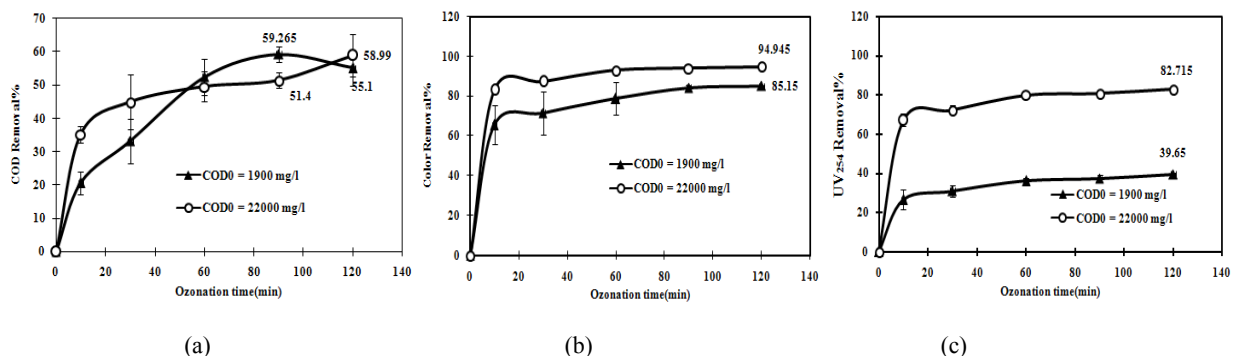 70
60
50
40
30
20
10
0
0 20 40 60 80 100 120 140
COD Removal%
Ozonation time(min)
59.265
58.99
55.1
51.4
COD0 = 1900 mg/l
COD0 = 22000 mg/l
(a)
120
100
80
60
40
20
0
0 20 40 60 80 100 120 140
Color Removal%
Ozonation time(min)
94.945
85.15
COD0 = 1900 mg/l
COD0 = 22000 mg/l
(b)
120
100
80
60
40
20
0
0 20 40 60 80 100 120 140
UV254 Removal%
Ozonation time(min)
82.715
39.65
COD0 = 1900 mg/l
COD0 = 22000 mg/l
(c)